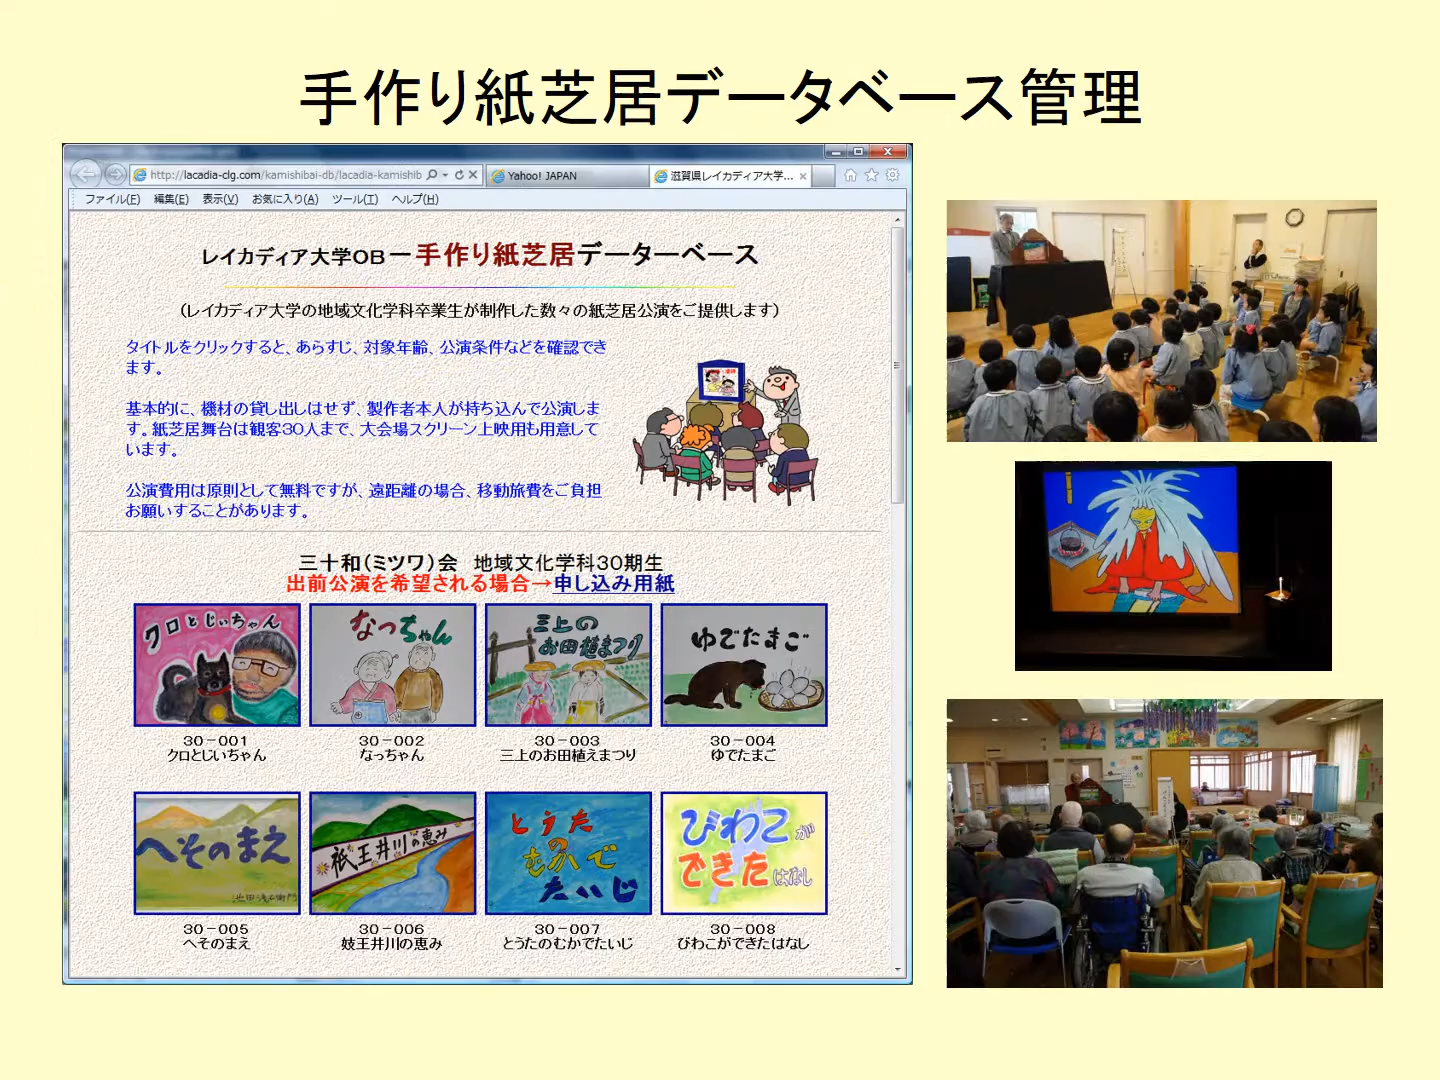 手作り紙芝居データベース管理
http://lacadia-clg.com/kamishibai-db/lacadia-kamishib
Yahoo! JAPAN
滋賀県レイカディア大学...
ファイル(F) 編集(E) 表示(V) お気に入り(A) ツール(T) ヘルプ(H)
レイカディア大学OBー手作り紙芝居データーベース
（レイカディア大学の地域文化学科卒業生が制作した数々の紙芝居公演をご提供します）
タイトルをクリックすると、あらすじ、対象年齢、公演条件などを確認でき
ます。
基本的に、機材の貸し出しはせず、製作者本人が持ち込んで公演しま
す。紙芝居舞台は観客30人まで、大会場スクリーン上映用も用意して
います。
公演費用は原則として無料ですが、遠距離の場合、移動旅費をご負担
お願いすることがあります。
三十和（ミツワ）会　地域文化学科30期生
出前公演を希望される場合→申し込み用紙
クロとじいちゃん
なっちゃん
三上の
お田植まつり
ゆでたまご
30－001
クロとじいちゃん
30－002
なっちゃん
30－003
三上のお田植えまつり
30－004
ゆでたまご
へそのまえ
祇王井川の恵み
とうた
の
むかで
たいじ
びわこが
できたはなし
30－005
へそのまえ
30－006
妓王井川の恵み
30－007
とうたのむかでたいじ
30－008
びわこができたはなし